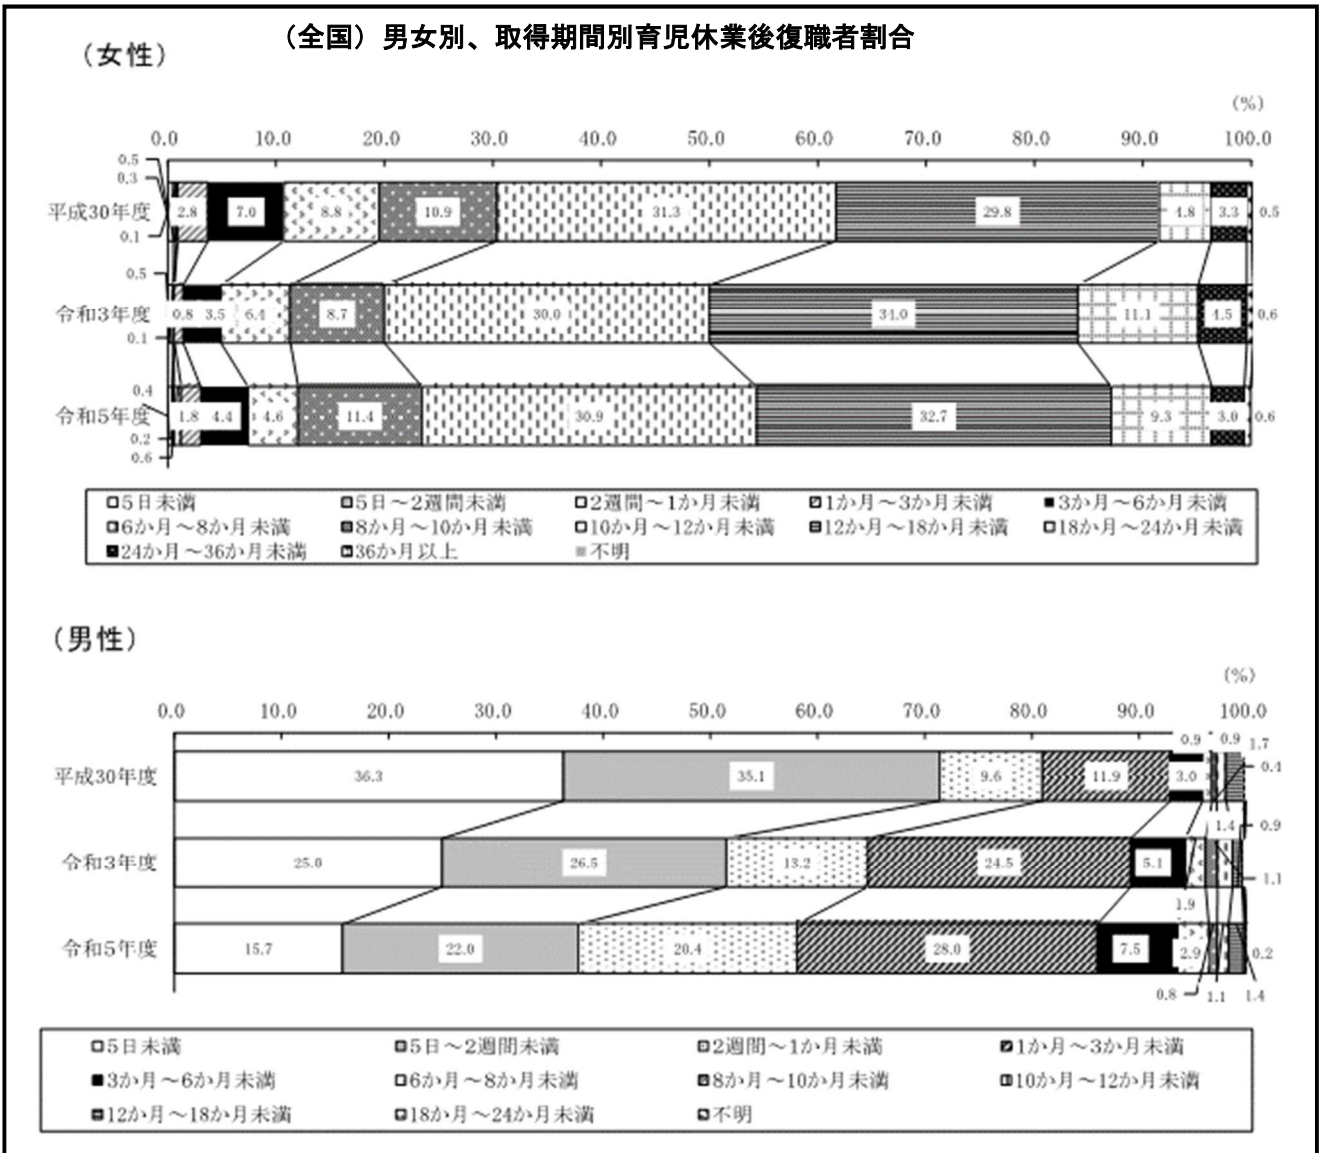 （全国）男女別、取得期間別育児休業後復職者割合
（女性）
（%）
0.0 10.0 20.0 30.0 40.0 50.0 60.0 70.0 80.0 90.0 100.0
0.5
0.3
平成30年度 2.8 7.0 8.8 10.9 31.3 29.8 4.8 3.3 0.5
0.1
0.5
令和3年度 0.8 3.5 6.4 8.7 30.0 34.0 11.1 4.5 0.6
0.1
0.4
令和5年度 1.8 4.4 4.6 11.4 30.9 32.7 9.3 3.0 0.6
0.2
0.6
5日未満 5日～2週間未満 2週間～1か月未満 1か月～3か月未満 3か月～6か月未満
6か月～8か月未満 8か月～10か月未満 10か月～12か月未満 12か月～18か月未満 18か月～24か月未満
24か月～36か月未満 36か月以上 不明
（男性）
（%）
0.0 10.0 20.0 30.0 40.0 50.0 60.0 70.0 80.0 90.0 100.0
0.9 0.9 1.7
平成30年度 36.3 35.1 9.6 11.9 3.0 0.4
1.4 0.9
令和3年度 25.0 26.5 13.2 24.5 5.1 1.1
1.9
令和5年度 15.7 22.0 20.4 28.0 7.5 2.9 0.2
0.8 1.1 1.4
5日未満 5日～2週間未満 2週間～1か月未満 1か月～3か月未満
3か月～6か月未満 6か月～8か月未満 8か月～10か月未満 10か月～12か月未満
12か月～18か月未満 18か月～24か月未満 不明